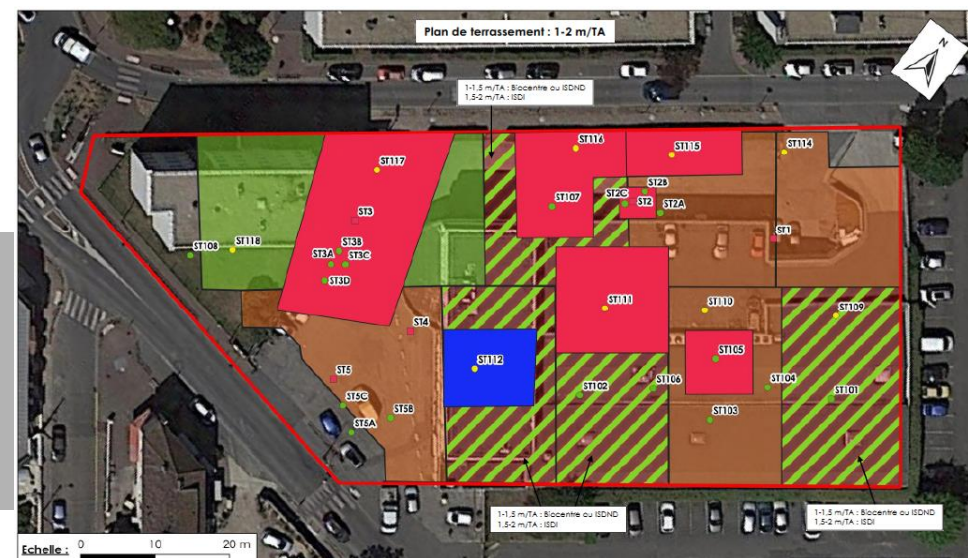 Plan de terrassement : 1-2 m/TA
N
1-1,5 m/TA : Biocentre ou ISDND
1,5-2 m/TA : ISDI
ST117
ST116
ST115
ST114
ST3
ST107
ST2C
ST2B
ST2
ST2A
ST1
ST108
ST118
ST3B
ST3A
ST3C
ST3D
ST4
ST111
ST110
ST109
ST112
ST105
ST5
ST102
ST106
ST104
ST101
ST5C
ST5B
ST103
ST5A
1-1,5 m/TA : Biocentre ou ISDND
1,5-2 m/TA : ISDI
1-1,5 m/TA : Biocentre ou ISDND
1,5-2 m/TA : ISDI
Echelle : 0 10 20 m